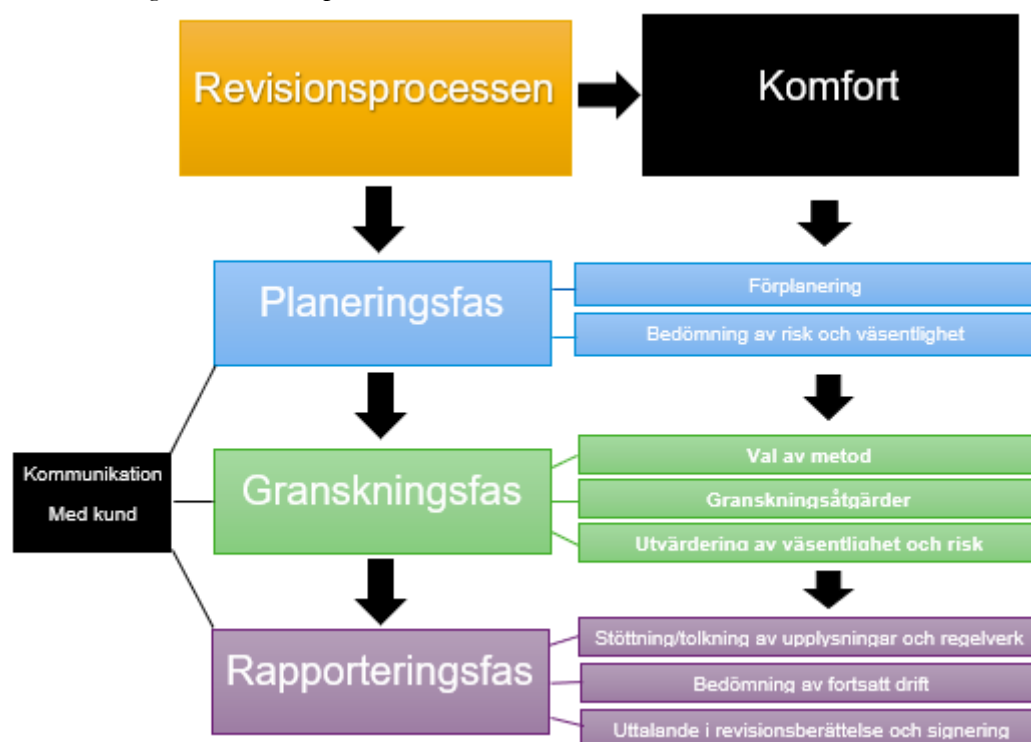 Revisionsprocessen
Komfort
Planeringsfas
Förplanering
Bedömning av risk och väsentlighet
Kommunikation
Med kund
Granskningsfas
Val av metod
Granskningsåtgärder
Utvärdering av väsentlighet och risk
Rapporteringsfas
Stöttning/tolkning av upplysningar och regelverk
Bedömning av fortsatt drift
Uttalande i revisionsberättelse och signering